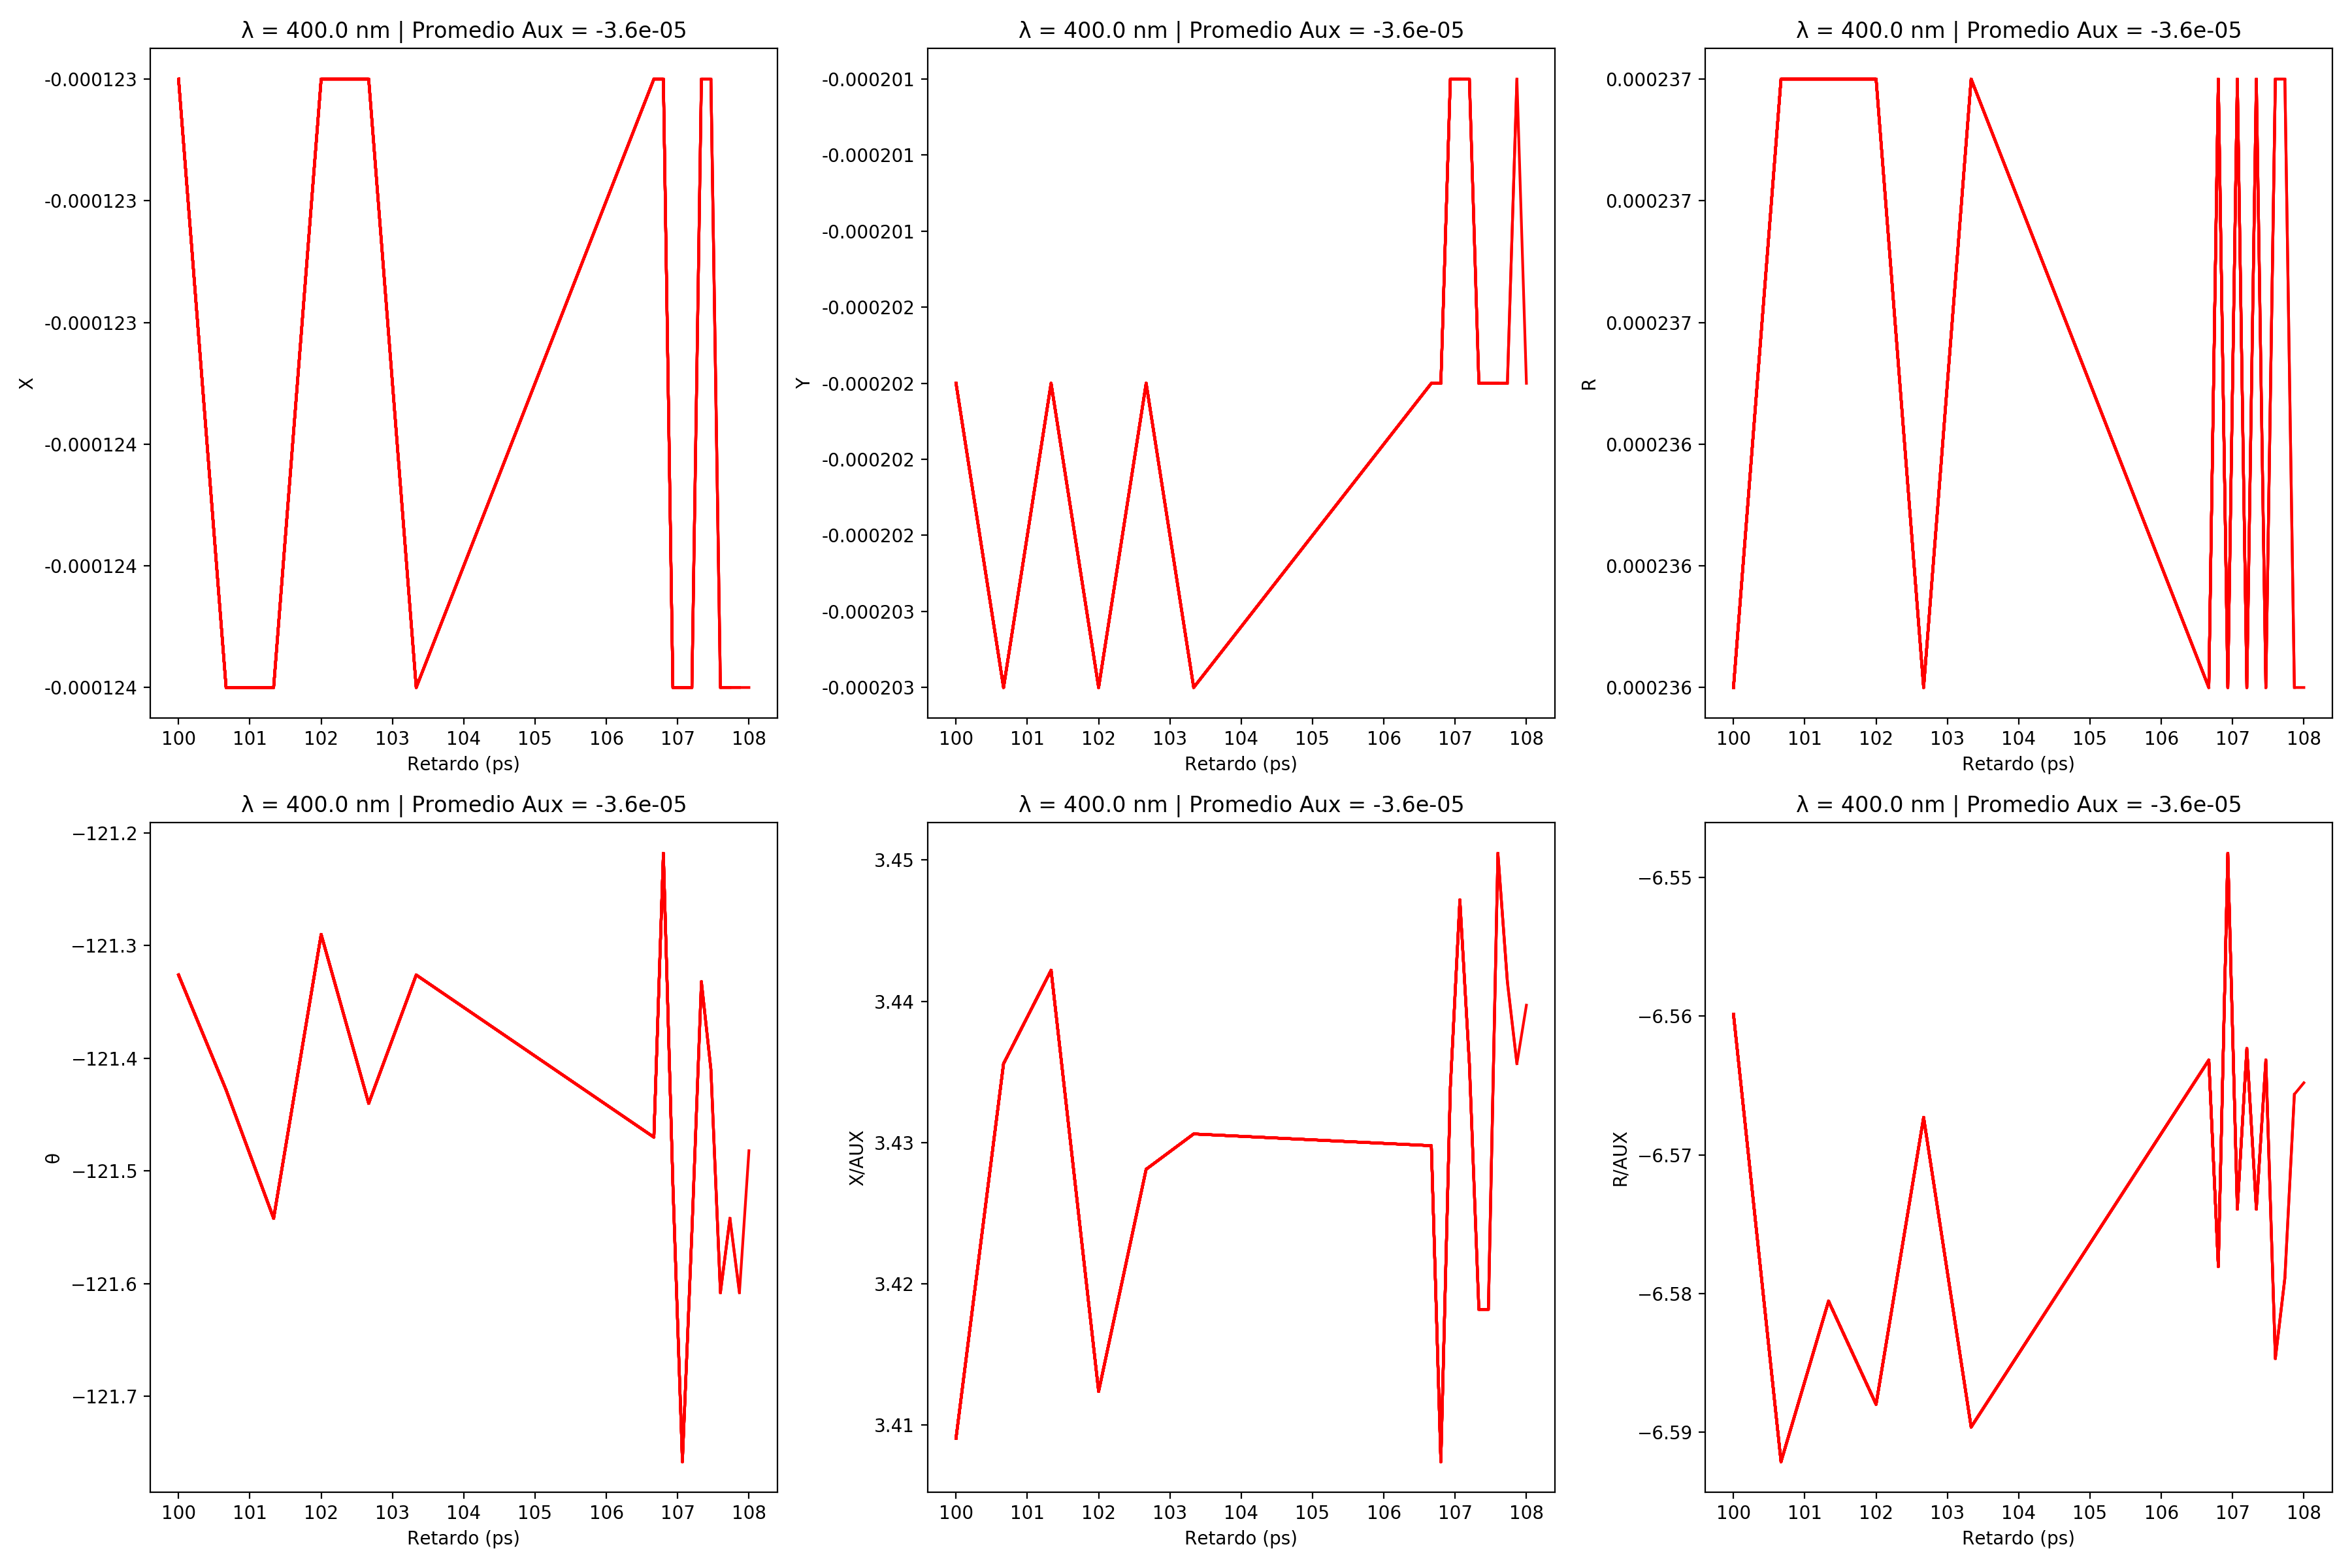 λ = 400.0 nm | Promedio Aux = -3.6e-05
-0.000123
-0.000123
-0.000123
-0.000124
-0.000124
-0.000124
X
100 101 102 103 104 105 106 107 108
Retardo (ps)
λ = 400.0 nm | Promedio Aux = -3.6e-05
-0.000201
-0.000201
-0.000201
-0.000202
-0.000202
-0.000202
-0.000202
-0.000203
-0.000203
Y
100 101 102 103 104 105 106 107 108
Retardo (ps)
λ = 400.0 nm | Promedio Aux = -3.6e-05
0.000237
0.000237
0.000237
0.000236
0.000236
0.000236
R
100 101 102 103 104 105 106 107 108
Retardo (ps)
λ = 400.0 nm | Promedio Aux = -3.6e-05
−121.2
−121.3
−121.4
−121.5
−121.6
−121.7
θ
100 101 102 103 104 105 106 107 108
Retardo (ps)
λ = 400.0 nm | Promedio Aux = -3.6e-05
3.45
3.44
3.43
3.42
3.41
X/AUX
100 101 102 103 104 105 106 107 108
Retardo (ps)
λ = 400.0 nm | Promedio Aux = -3.6e-05
−6.55
−6.56
−6.57
−6.58
−6.59
R/AUX
100 101 102 103 104 105 106 107 108
Retardo (ps)